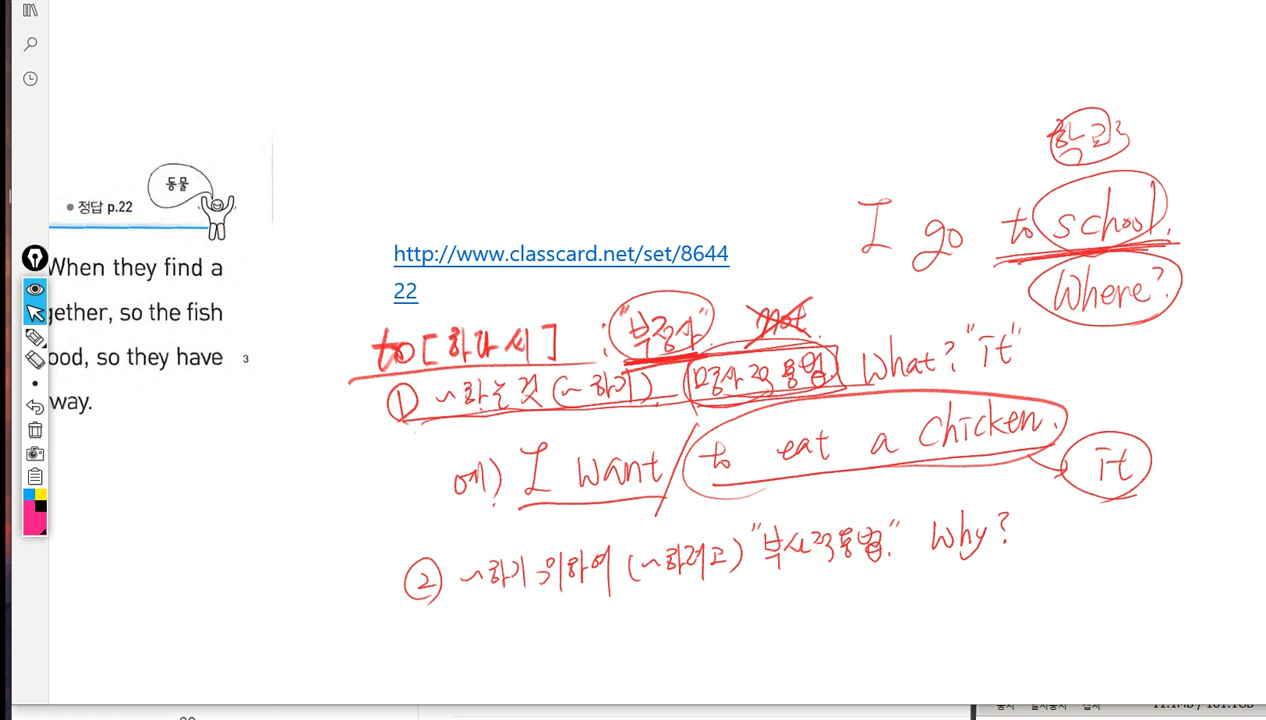 동물
정답 p.22
When they find a
gether, so the fish
ood, so they have
3
way.
http://www.classcard.net/set/8644
22
학교
I go to school.
Where?
to [하다시] : "부정사" not
① ~하는 것 (~하기). 명사적 용법 What? "it"
예) I want / to eat a chicken. it
② ~하기 위하여 (~하려고) "부사적용법." Why?